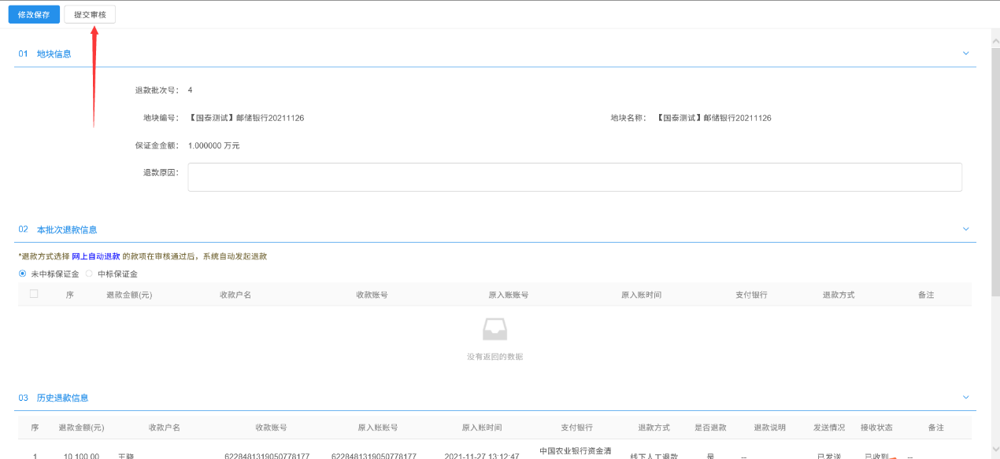 修改保存 提交审核
01 地块信息
退款批次号： 4
地块编号： 【国泰测试】邮储银行20211126 地块名称： 【国泰测试】邮储银行20211126
保证金金额： 1.000000 万元
退款原因：
02 本批次退款信息
*退款方式选择 网上自动退款 的款项在审核通过后，系统自动发起退款
未中标保证金 中标保证金
序 退款金额(元) 收款户名 收款账号 原入账账号 原入账时间 支付银行 退款方式 备注
没有返回的数据
03 历史退款信息
序 退款金额(元) 收款户名 收款账号 原入账账号 原入账时间 支付银行 退款方式 是否退款 退款说明 发送情况 接收状态 备注
中国农业银行资金清
1 10,100.00 王骁 6228481319050778177 6228481319050778177 2021-11-27 13:12:47 线下人工退款 是 -- 已发送 已收到 --